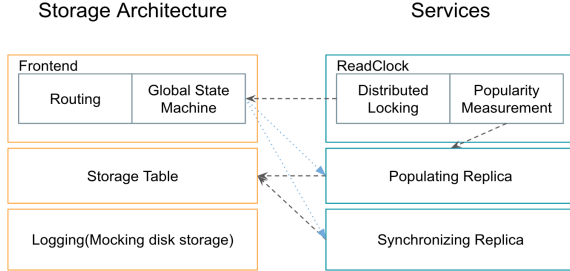 Storage Architecture
Services
Frontend
Routing
Global State
Machine
ReadClock
Distributed
Locking
Popularity
Measurement
Storage Table
Populating Replica
Logging(Mocking disk storage)
Synchronizing Replica